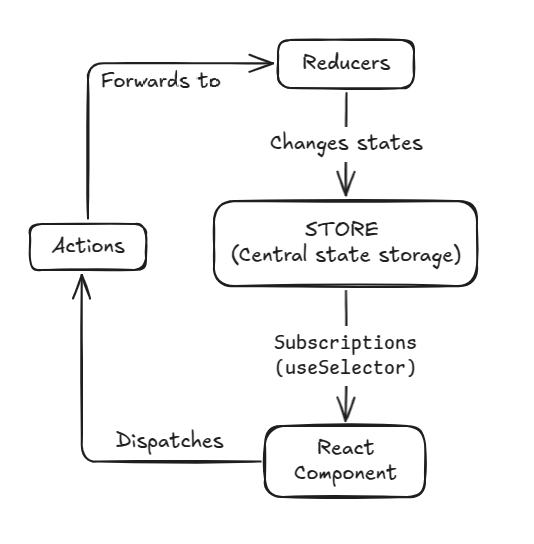 Reducers
Forwards to
Changes states
STORE
(Central state storage)
Actions
Subscriptions
(useSelector)
Dispatches
React
Component